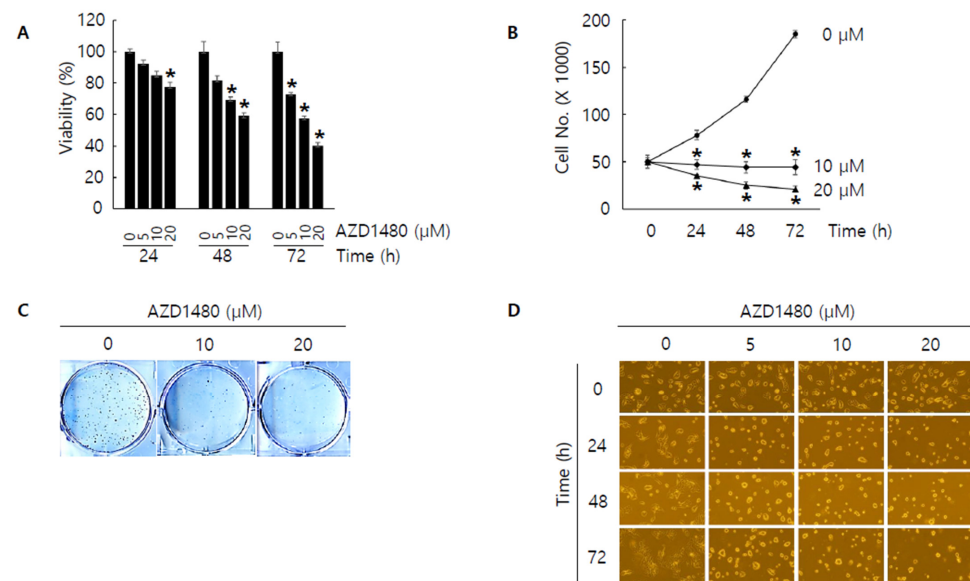 A
Viability (%)
120
100
80
60
40
20
0
*
* *
* * *
0 5 10 20 0 5 10 20 0 5 10 20 AZD1480 (μM)
24 48 72 Time (h)
B
Cell No. (X 1000)
200
150
100
50
0
0 μM
10 μM
20 μM
* * *
* * *
0 24 48 72 Time (h)
C
AZD1480 (μM)
0 10 20
D
AZD1480 (μM)
0 5 10 20
Time (h)
0
24
48
72